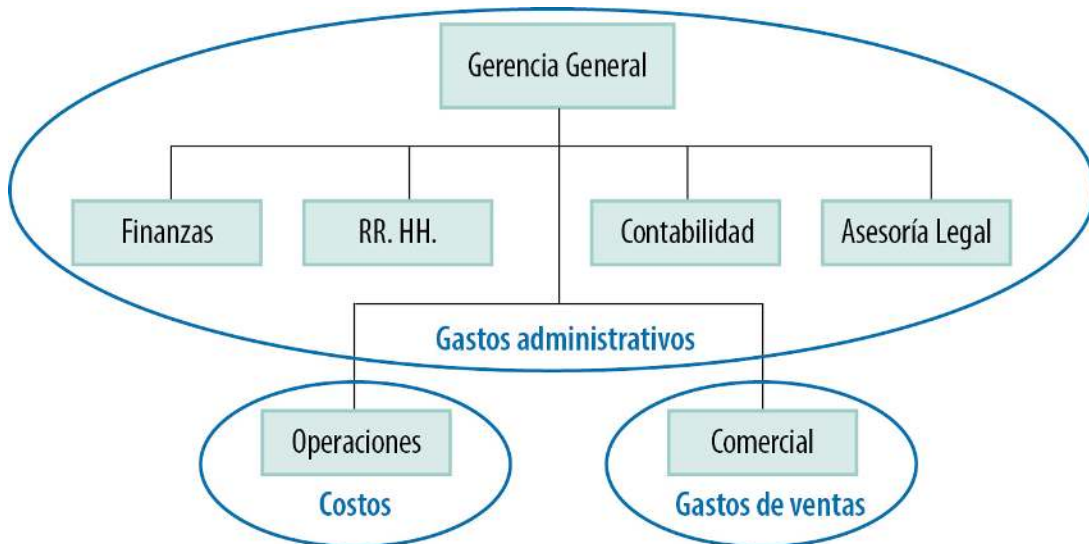 Gerencia General
Finanzas
RR. HH.
Contabilidad
Asesoría Legal
Gastos administrativos
Operaciones
Comercial
Costos
Gastos de ventas